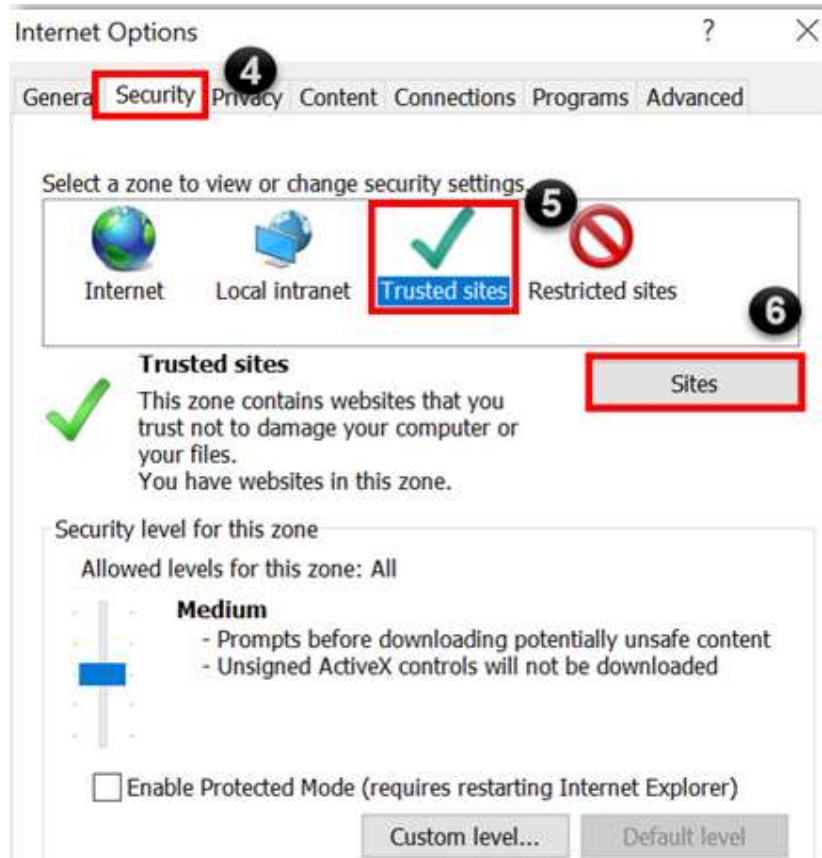 Internet Options ? ×
4
General Security Privacy Content Connections Programs Advanced
Select a zone to view or change security settings.
5
Internet Local intranet Trusted sites Restricted sites
6
Trusted sites
Sites
This zone contains websites that you
trust not to damage your computer or
your files.
You have websites in this zone.
Security level for this zone
Allowed levels for this zone: All
Medium
- Prompts before downloading potentially unsafe content
- Unsigned ActiveX controls will not be downloaded
Enable Protected Mode (requires restarting Internet Explorer)
Custom level... Default level